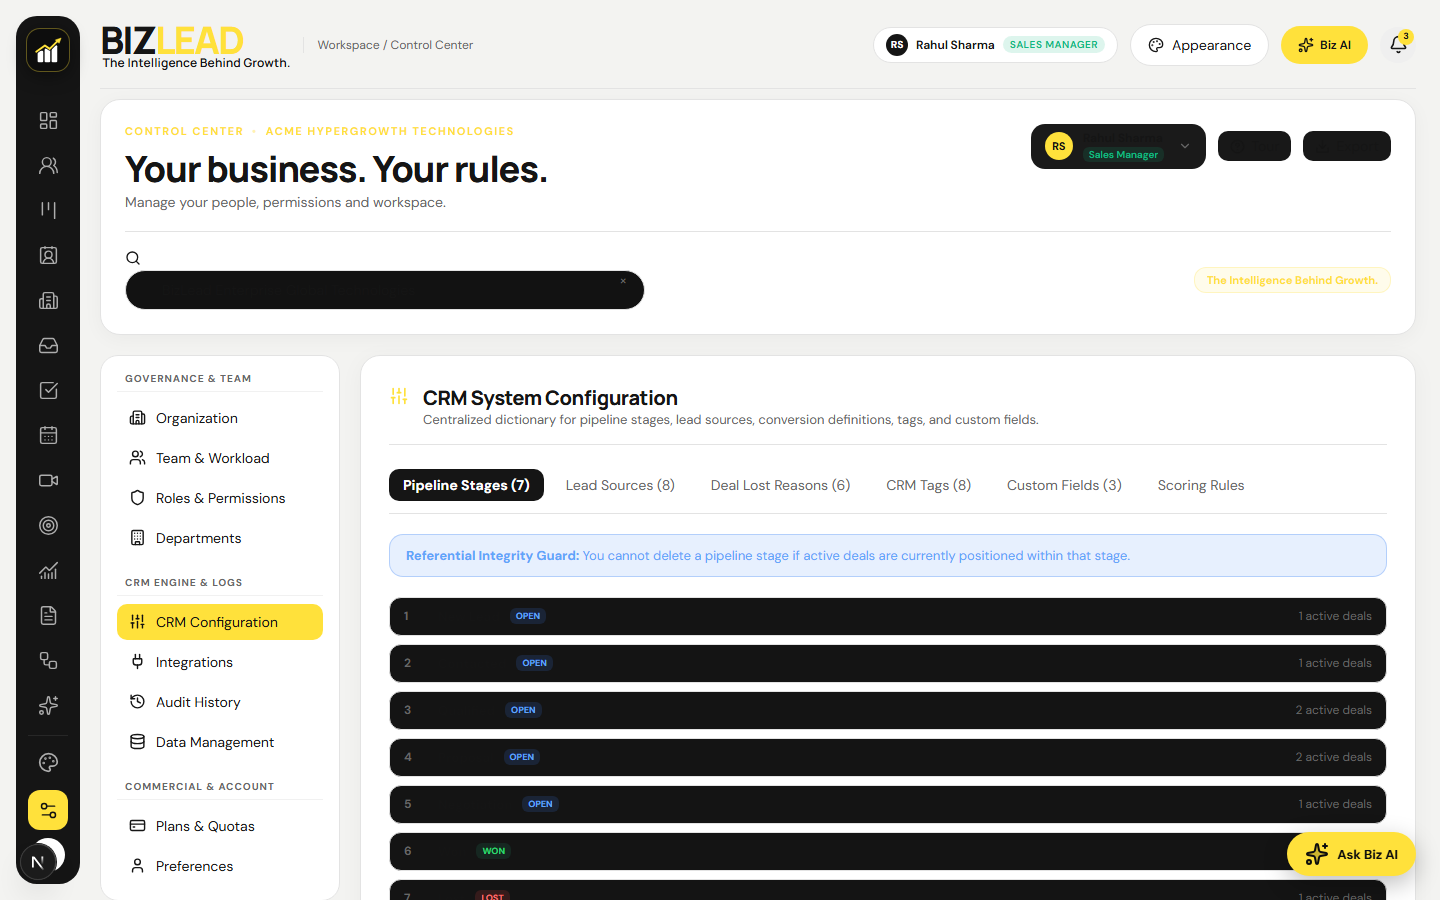 BIZLEAD
The Intelligence Behind Growth.
Workspace / Control Center
RS Rahul Sharma SALES MANAGER
Appearance
Biz AI
3
CONTROL CENTER · ACME HYPERGROWTH TECHNOLOGIES
Your business. Your rules.
Manage your people, permissions and workspace.
RS Rahul Sharma
Sales Manager
×
The Intelligence Behind Growth.
GOVERNANCE & TEAM
Organization
Team & Workload
Roles & Permissions
Departments
CRM ENGINE & LOGS
CRM Configuration
Integrations
Audit History
Data Management
COMMERCIAL & ACCOUNT
Plans & Quotas
Preferences
N
CRM System Configuration
Centralized dictionary for pipeline stages, lead sources, conversion definitions, tags, and custom fields.
Pipeline Stages (7)
Lead Sources (8)
Deal Lost Reasons (6)
CRM Tags (8)
Custom Fields (3)
Scoring Rules
Referential Integrity Guard: You cannot delete a pipeline stage if active deals are currently positioned within that stage.
1 OPEN 1 active deals
2 OPEN 1 active deals
3 OPEN 2 active deals
4 OPEN 2 active deals
5 OPEN 1 active deals
6 WON
7 LOST 1 active deals
Ask Biz AI